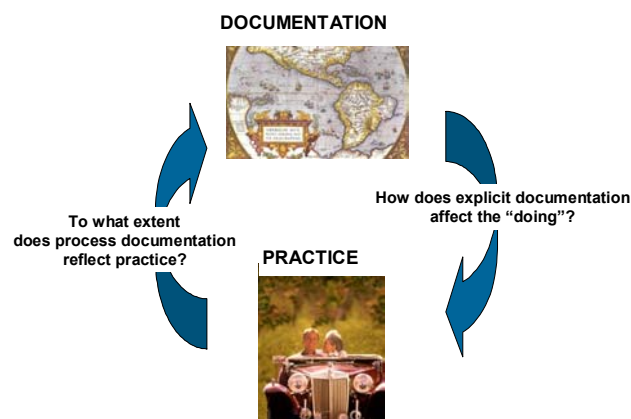 DOCUMENTATION
How does explicit documentation
affect the “doing”?
To what extent
does process documentation
reflect practice?
PRACTICE